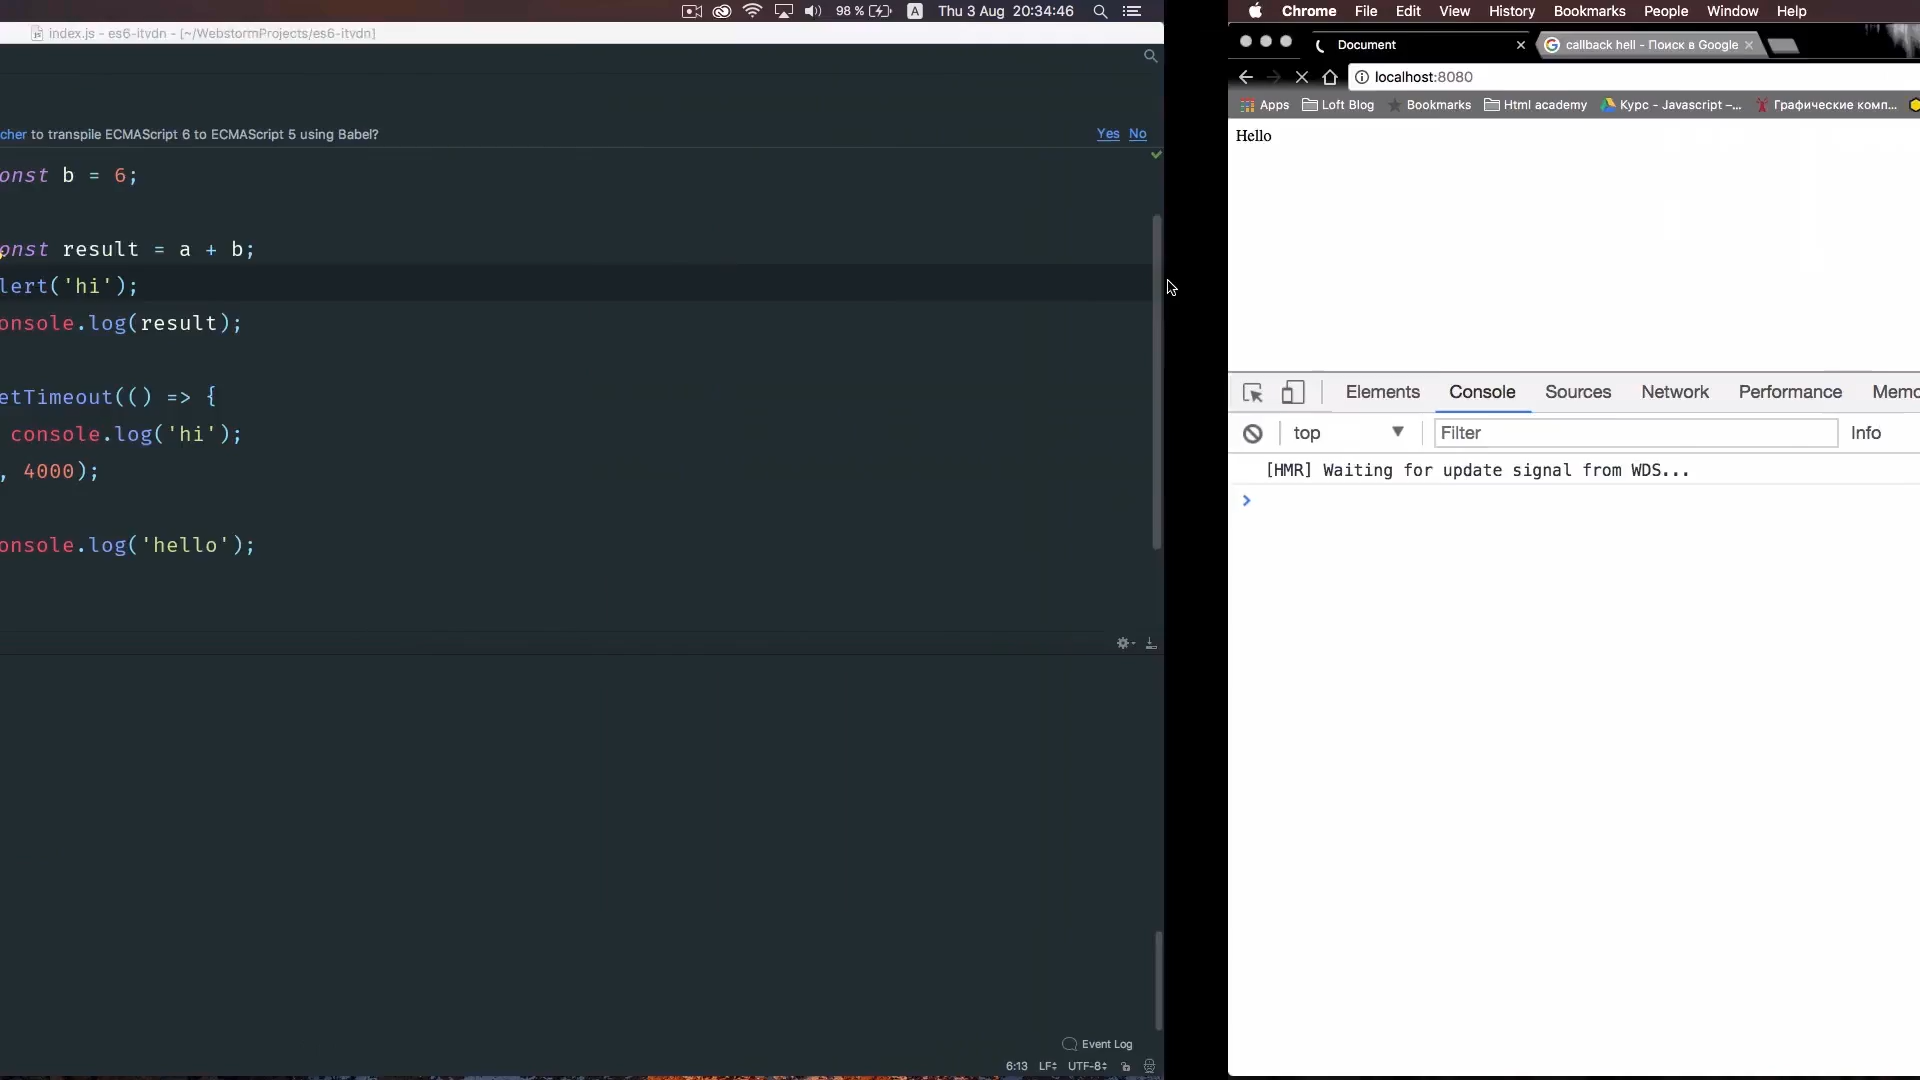 98 %
A
Thu 3 Aug 20:34:46
index.js - es6-itvdn - [~/WebstormProjects/es6-itvdn]
cher to transpile ECMAScript 6 to ECMAScript 5 using Babel?
Yes No
onst b = 6;
onst result = a + b;
lert('hi');
onsole.log(result);
etTimeout(() => {
console.log('hi');
, 4000);
onsole.log('hello');
Event Log
6:13 LF UTF-8
Chrome File Edit View History Bookmarks People Window Help
Document
callback hell - Поиск в Google
localhost:8080
Apps Loft Blog Bookmarks Html academy Курс - Javascript –... Графические комп...
Hello
Elements Console Sources Network Performance Memo
top Filter Info
[HMR] Waiting for update signal from WDS...